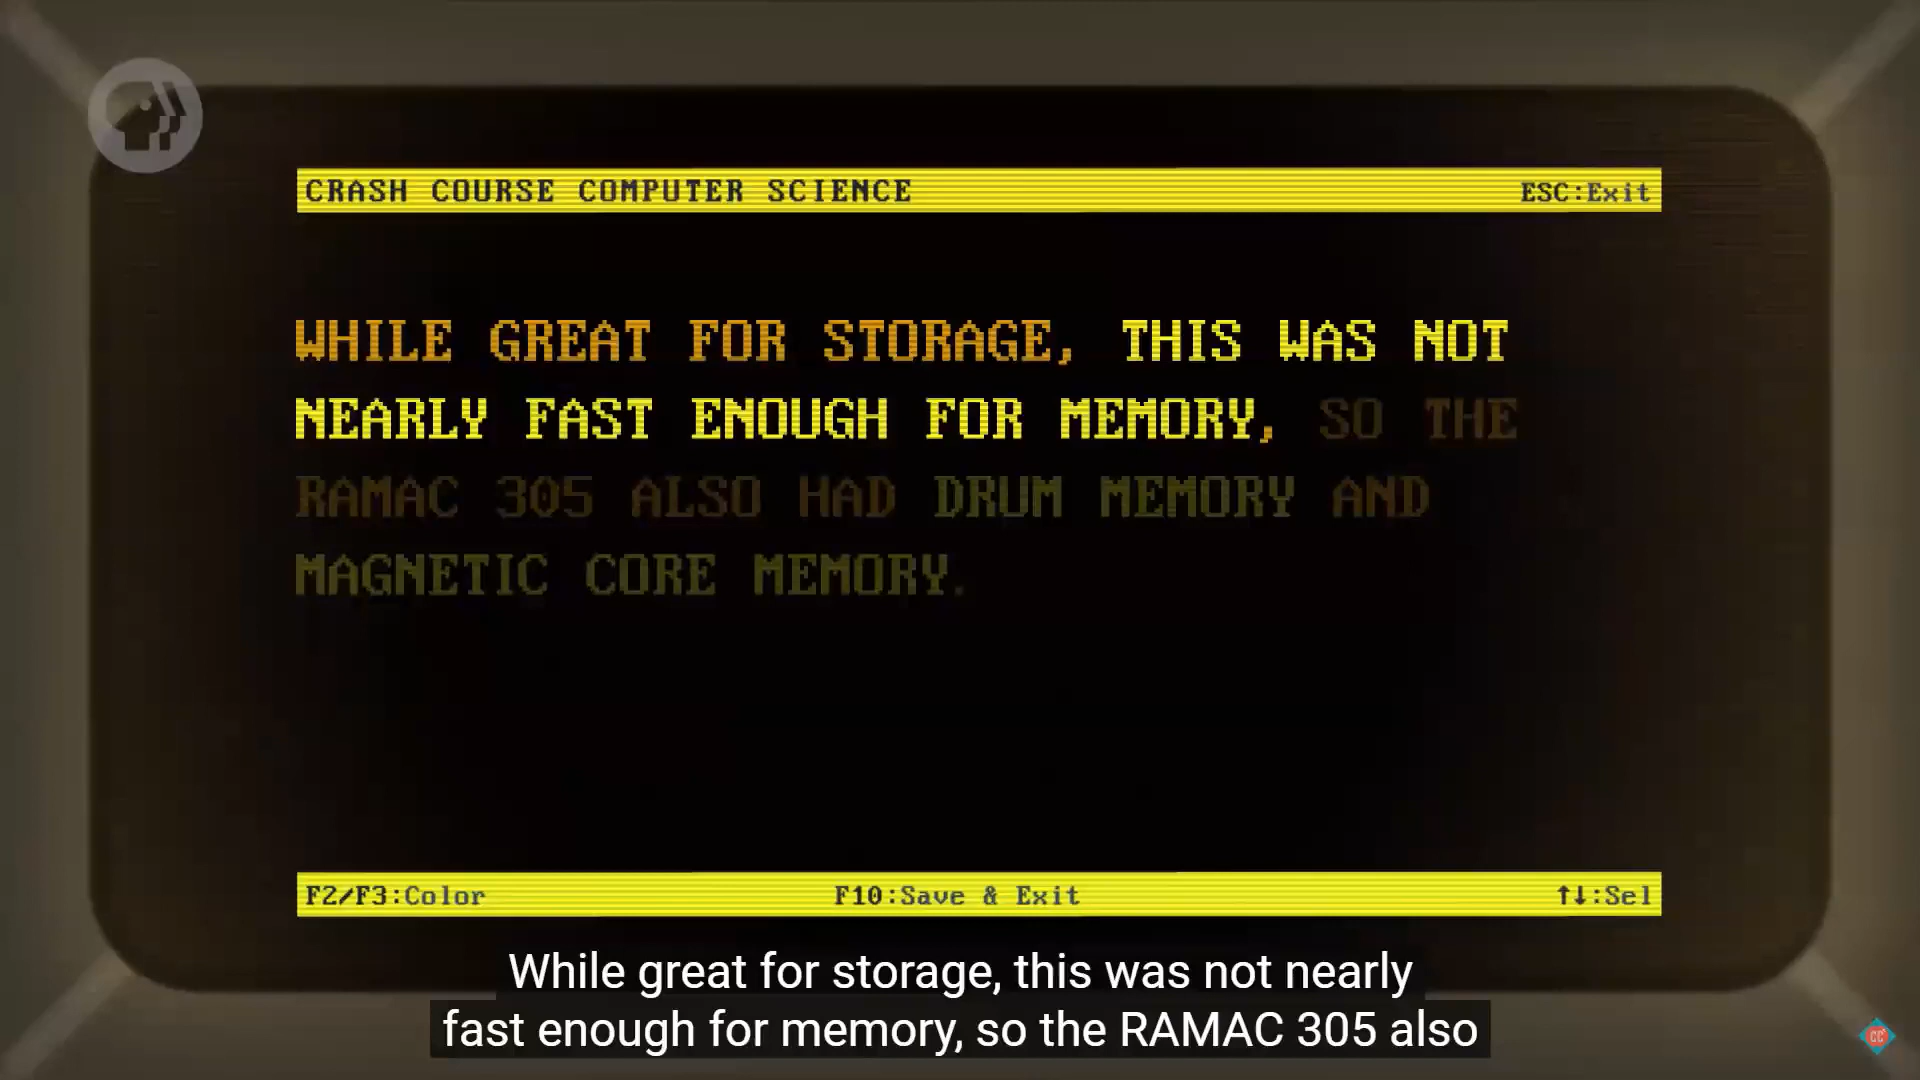 CRASH COURSE COMPUTER SCIENCE ESC:Exit
WHILE GREAT FOR STORAGE, THIS WAS NOT
NEARLY FAST ENOUGH FOR MEMORY, SO THE
RAMAC 305 ALSO HAD DRUM MEMORY AND
MAGNETIC CORE MEMORY.
F2/F3:Color F10:Save & Exit ↑↓:Sel
While great for storage, this was not nearly
fast enough for memory, so the RAMAC 305 also
CC